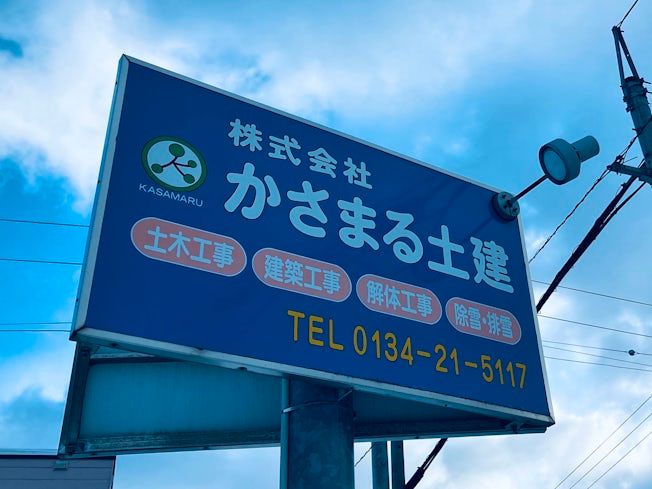 株式会社
KASAMARU
かさまる土建
土木工事 建築工事 解体工事 除雪・排雪
TEL 0134-21-5117